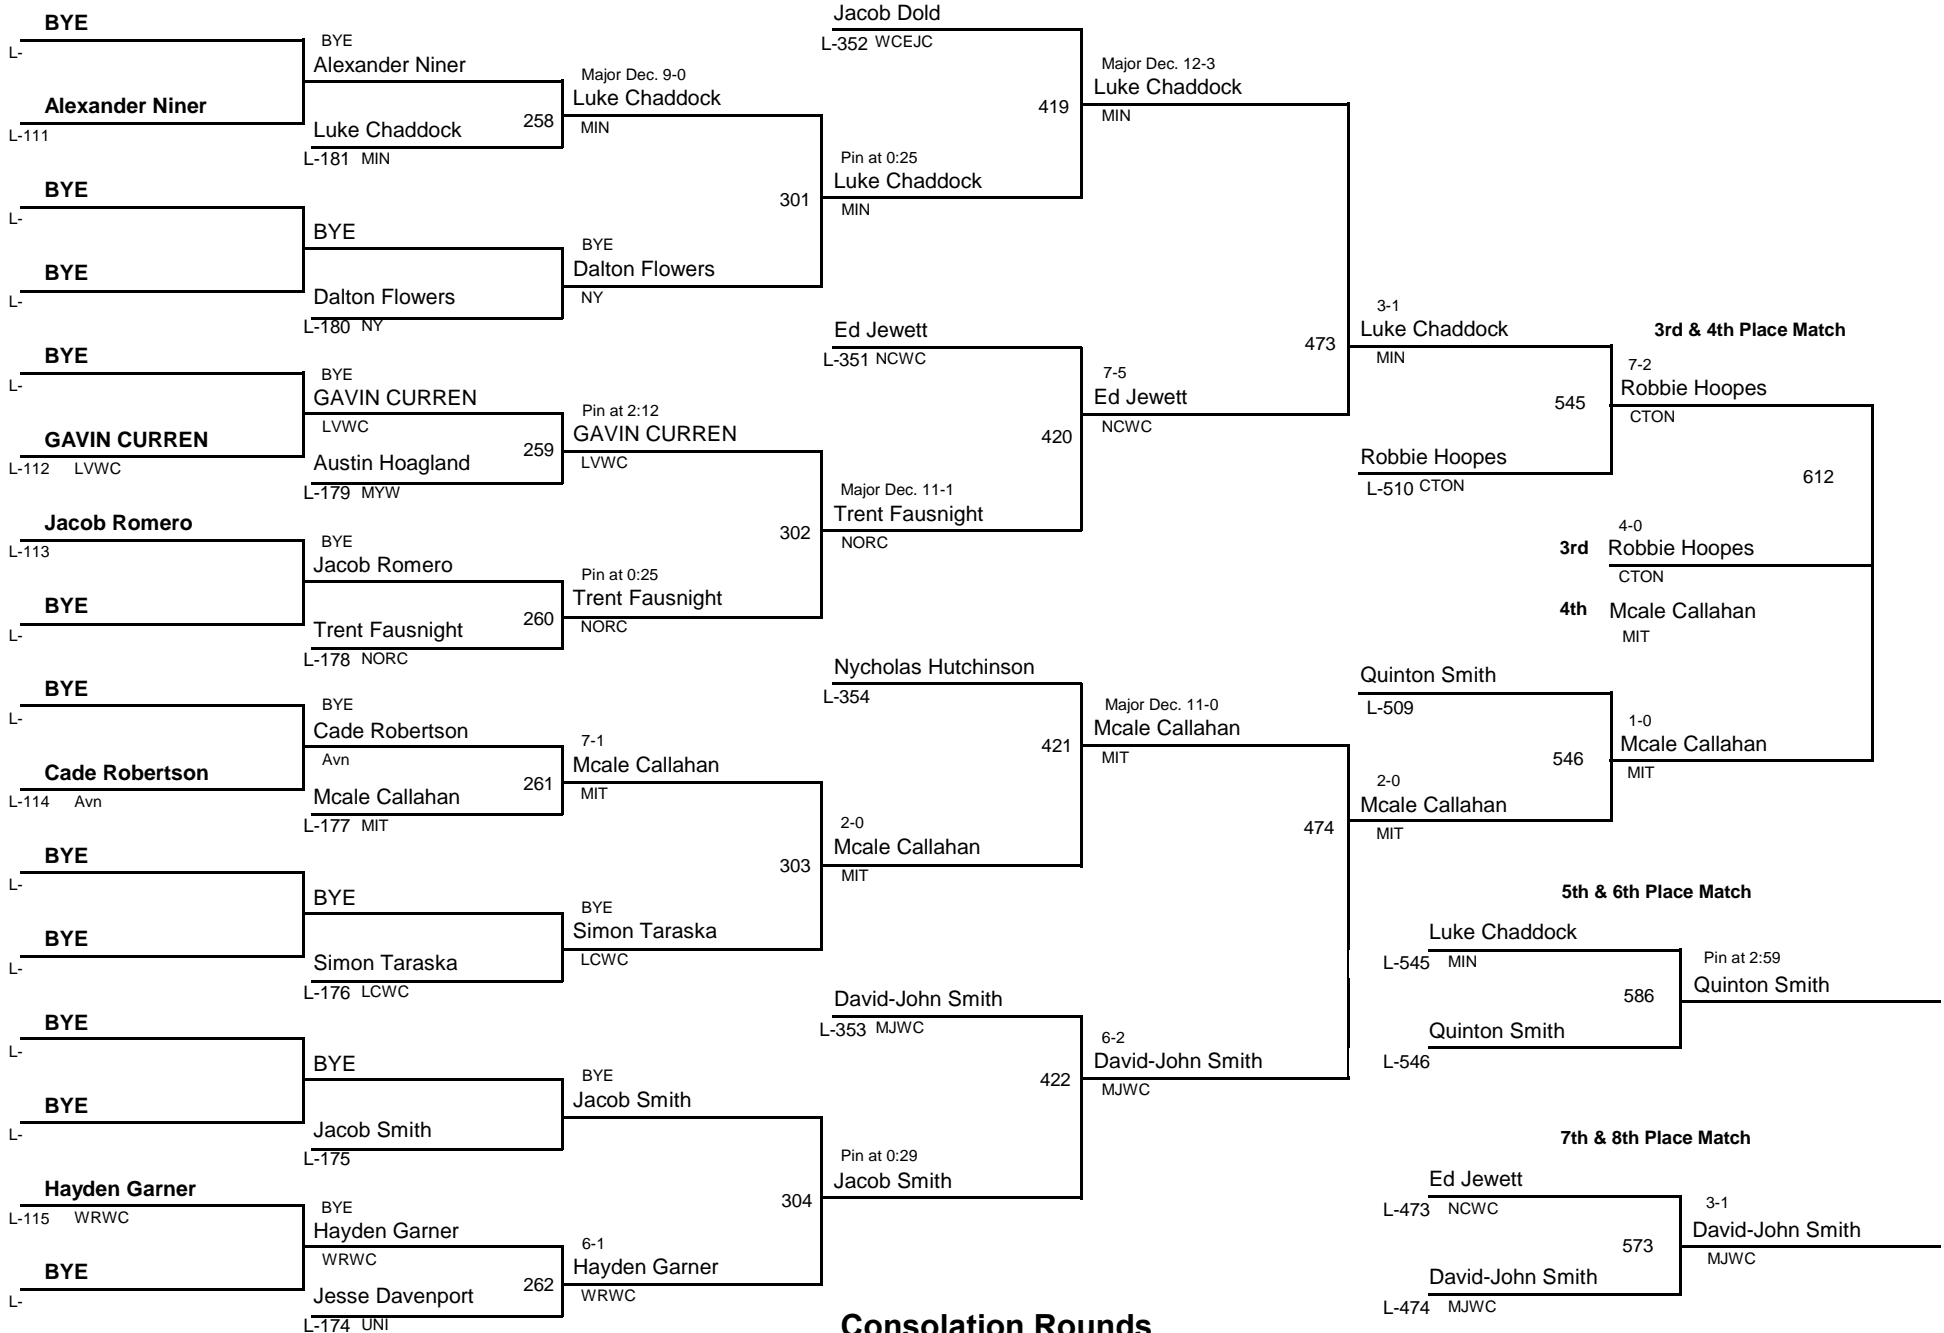 BYE
L-
Alexander Niner
L-111
BYE
L-
BYE
L-
BYE
L-
GAVIN CURREN
L-112 LVWC
Jacob Romero
L-113
BYE
L-
BYE
L-
Cade Robertson
L-114 Avn
BYE
L-
BYE
L-
BYE
L-
BYE
L-
Hayden Garner
L-115 WRWC
BYE
L-
BYE
Alexander Niner
258
Luke Chaddock
L-181 MIN
BYE
Dalton Flowers
L-180 NY
BYE
GAVIN CURREN
LVWC
259
Austin Hoagland
L-179 MYW
BYE
Jacob Romero
260
Trent Fausnight
L-178 NORC
BYE
Cade Robertson
Avn
261
Mcale Callahan
L-177 MIT
BYE
Simon Taraska
L-176 LCWC
BYE
Jacob Smith
L-175
BYE
Hayden Garner
WRWC
262
Jesse Davenport
L-174 UNI
Major Dec. 9-0
Luke Chaddock
MIN
301
BYE
Dalton Flowers
NY
Pin at 2:12
GAVIN CURREN
LVWC
302
Pin at 0:25
Trent Fausnight
NORC
7-1
Mcale Callahan
MIT
303
BYE
Simon Taraska
LCWC
BYE
Jacob Smith
304
6-1
Hayden Garner
WRWC
Jacob Dold
L-352 WCEJC
419
Pin at 0:25
Luke Chaddock
MIN
Ed Jewett
L-351 NCWC
420
Major Dec. 11-1
Trent Fausnight
NORC
Nycholas Hutchinson
L-354
421
2-0
Mcale Callahan
MIT
David-John Smith
L-353 MJWC
422
Pin at 0:29
Jacob Smith
Major Dec. 12-3
Luke Chaddock
MIN
473
7-5
Ed Jewett
NCWC
Major Dec. 11-0
Mcale Callahan
MIT
474
6-2
David-John Smith
MJWC
3-1
Luke Chaddock
MIN
545
Robbie Hoopes
L-510 CTON
Quinton Smith
L-509
546
2-0
Mcale Callahan
MIT
3rd & 4th Place Match
7-2
Robbie Hoopes
CTON
612
4-0
3rd Robbie Hoopes
CTON
4th Mcale Callahan
MIT
1-0
Mcale Callahan
MIT
5th & 6th Place Match
Luke Chaddock
L-545 MIN
586
Quinton Smith
L-546
Pin at 2:59
Quinton Smith
7th & 8th Place Match
Ed Jewett
L-473 NCWC
573
David-John Smith
L-474 MJWC
3-1
David-John Smith
MJWC
Consolation Rounds